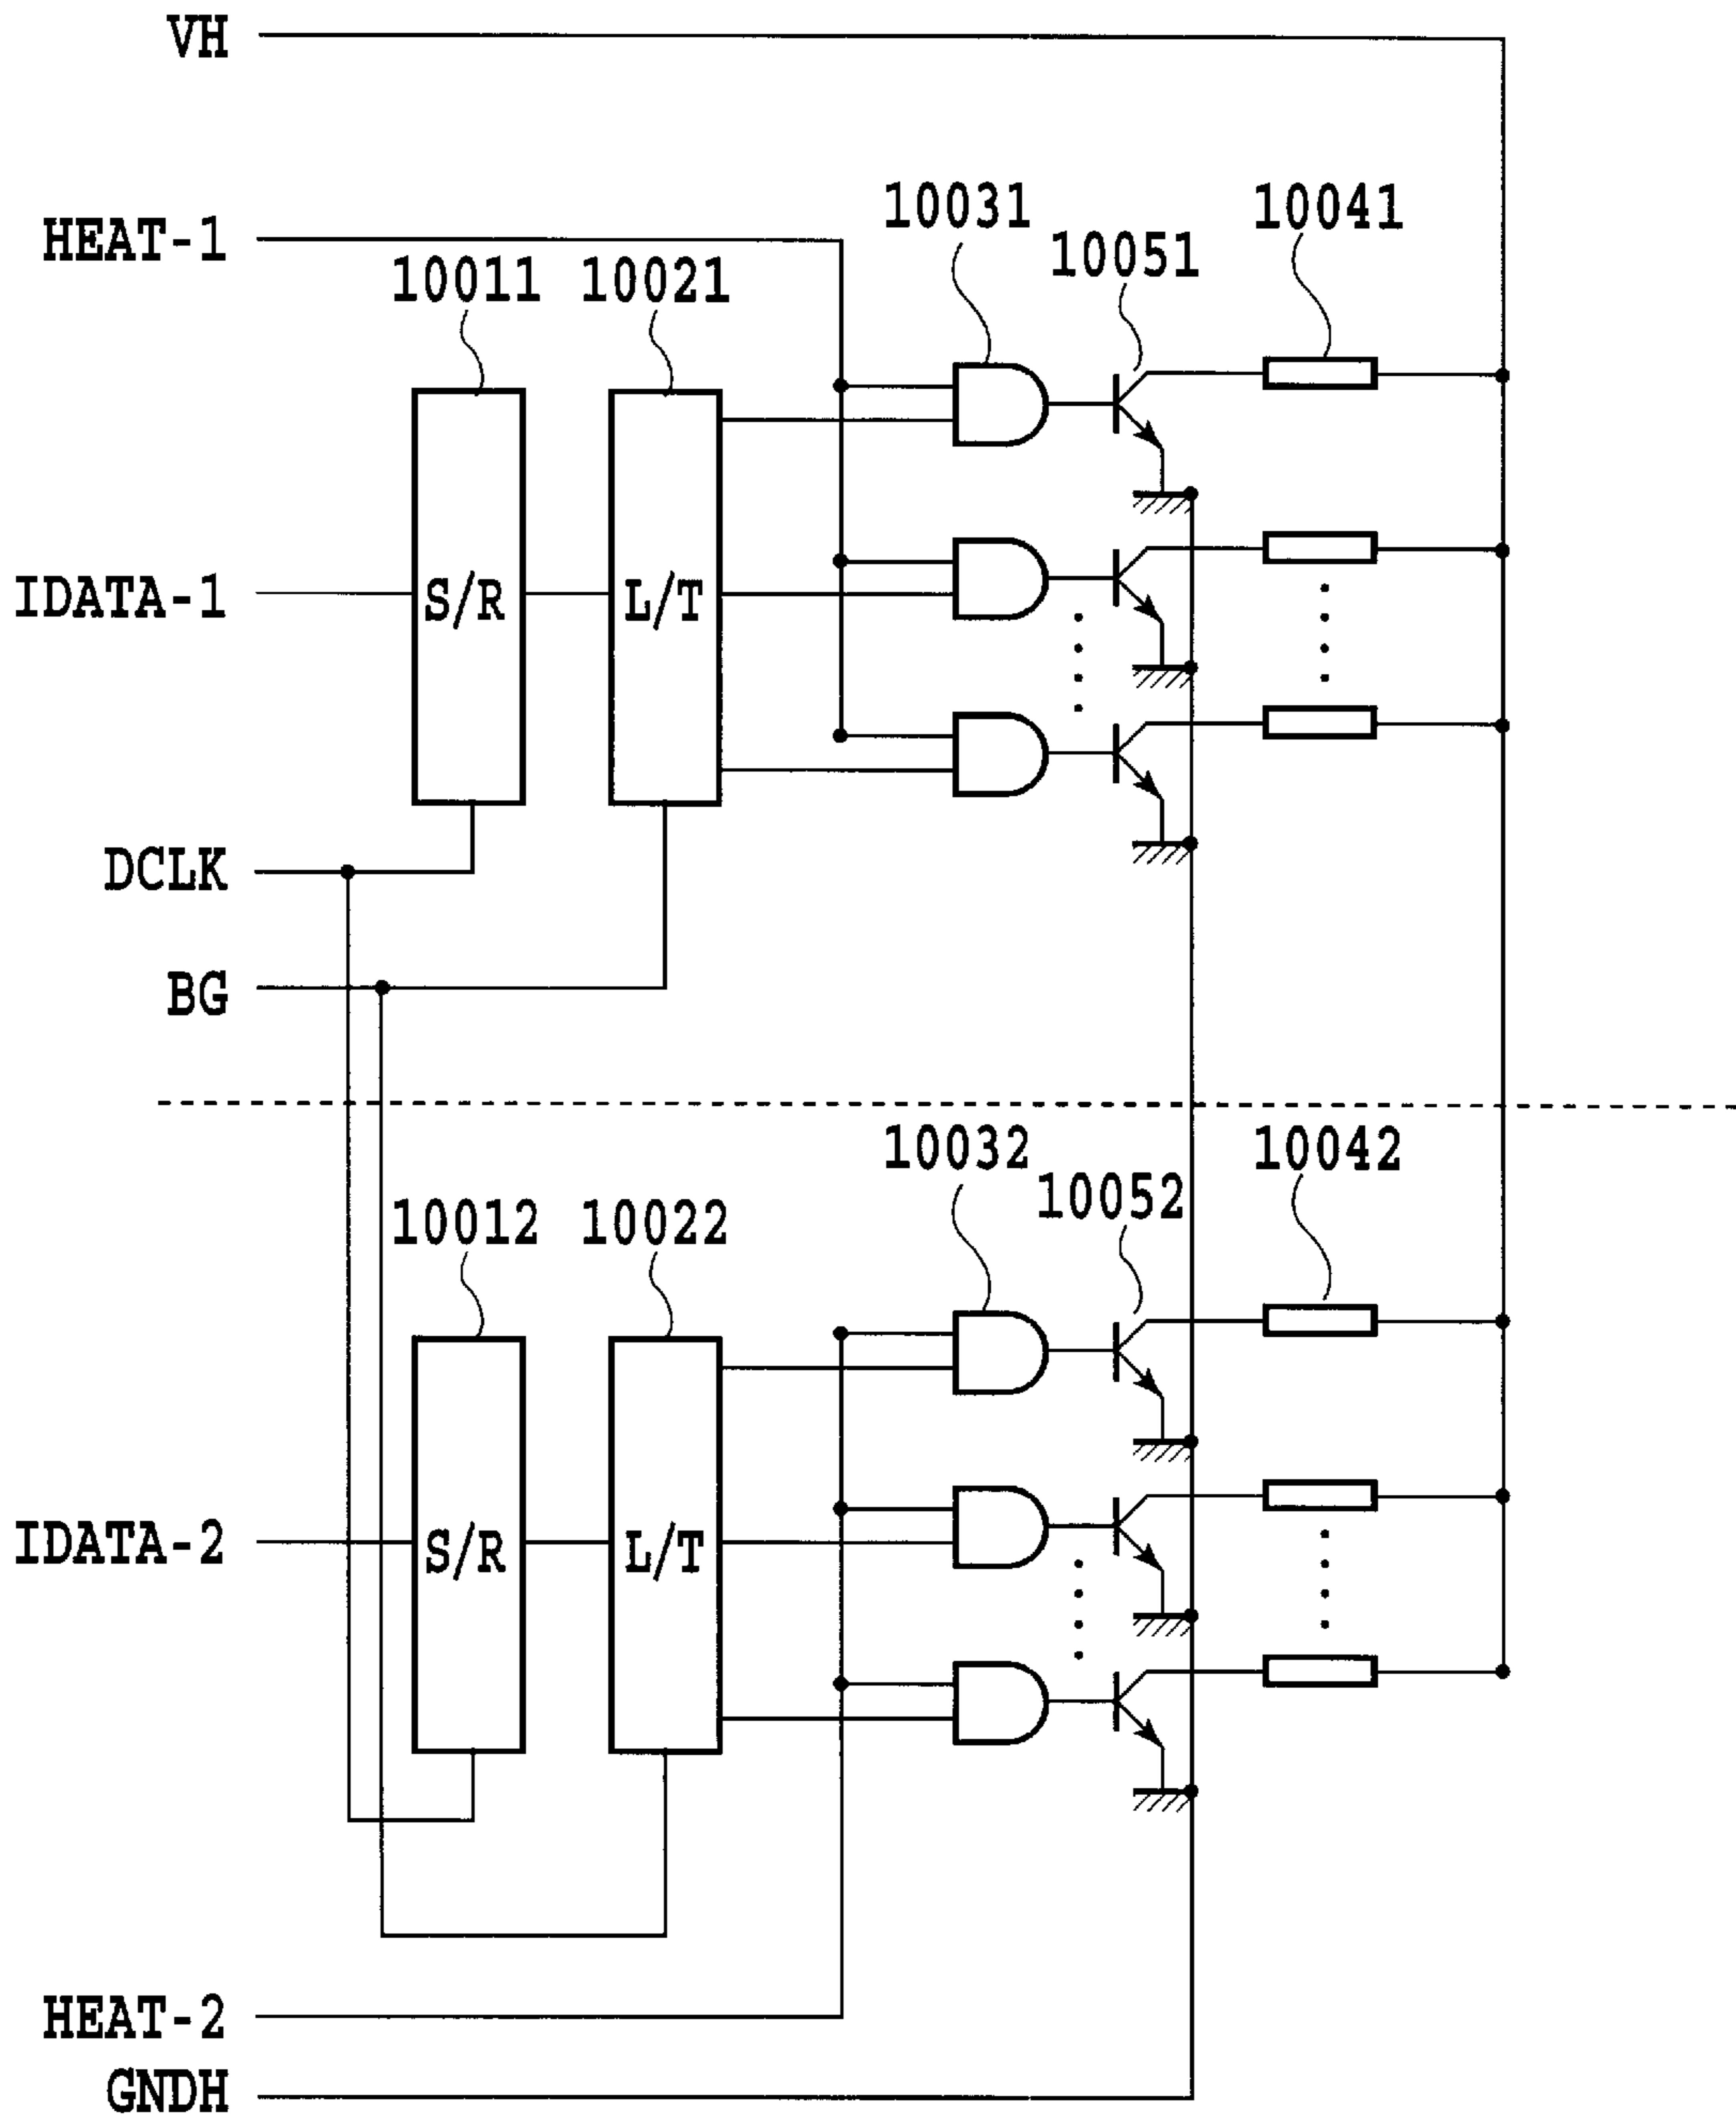 VH
HEAT-1
10011
10021
10031
10051
10041
IDATA-1
S/R
L/T
DCLK
BG
10032
10042
10052
10012
10022
IDATA-2
S/R
L/T
HEAT-2
GNDH